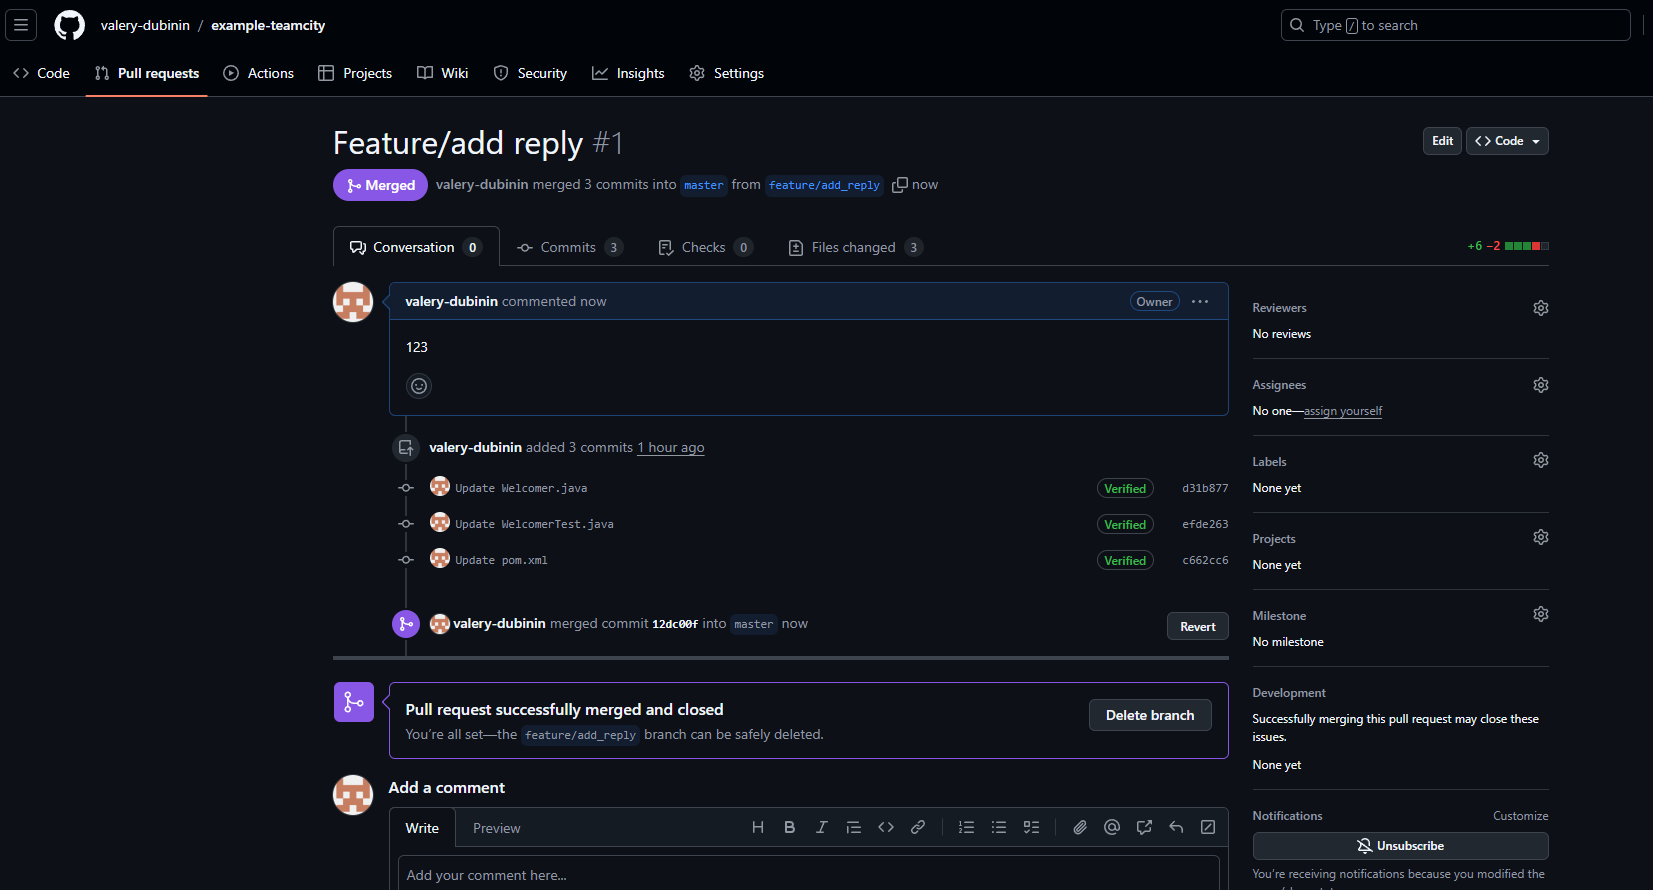 valery-dubinin / example-teamcity
Type / to search
Code Pull requests Actions Projects Wiki Security Insights Settings
Feature/add reply #1
Edit Code
Merged valery-dubinin merged 3 commits into master from feature/add_reply now
Conversation 0 Commits 3 Checks 0 Files changed 3
+6 −2
valery-dubinin commented now
Owner
123
valery-dubinin added 3 commits 1 hour ago
Update Welcomer.java Verified d31b877
Update WelcomerTest.java Verified efde263
Update pom.xml Verified c662cc6
valery-dubinin merged commit 12dc00f into master now
Revert
Pull request successfully merged and closed
You're all set—the feature/add_reply branch can be safely deleted.
Delete branch
Add a comment
Write Preview
Add your comment here...
Reviewers
No reviews
Assignees
No one—assign yourself
Labels
None yet
Projects
None yet
Milestone
No milestone
Development
Successfully merging this pull request may close these
issues.
None yet
Notifications Customize
Unsubscribe
You're receiving notifications because you modified the